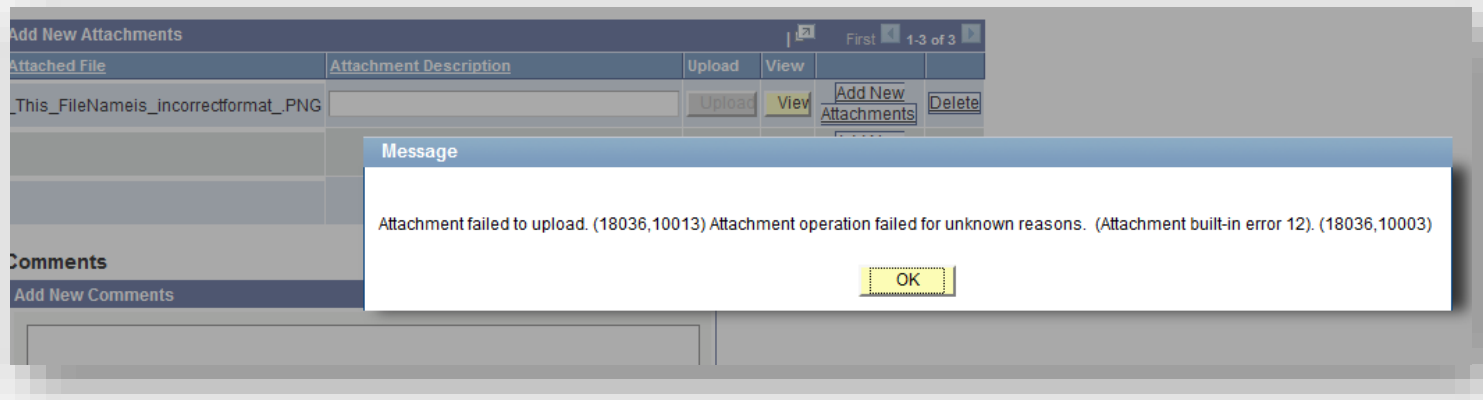 Add New Attachments | First 1-3 of 3
Attached File Attachment Description Upload View
_This_FileNameis_incorrectformat_.PNG Upload View Add New Attachments Delete
Message
Attachment failed to upload. (18036,10013) Attachment operation failed for unknown reasons. (Attachment built-in error 12). (18036,10003)
OK
Comments
Add New Comments